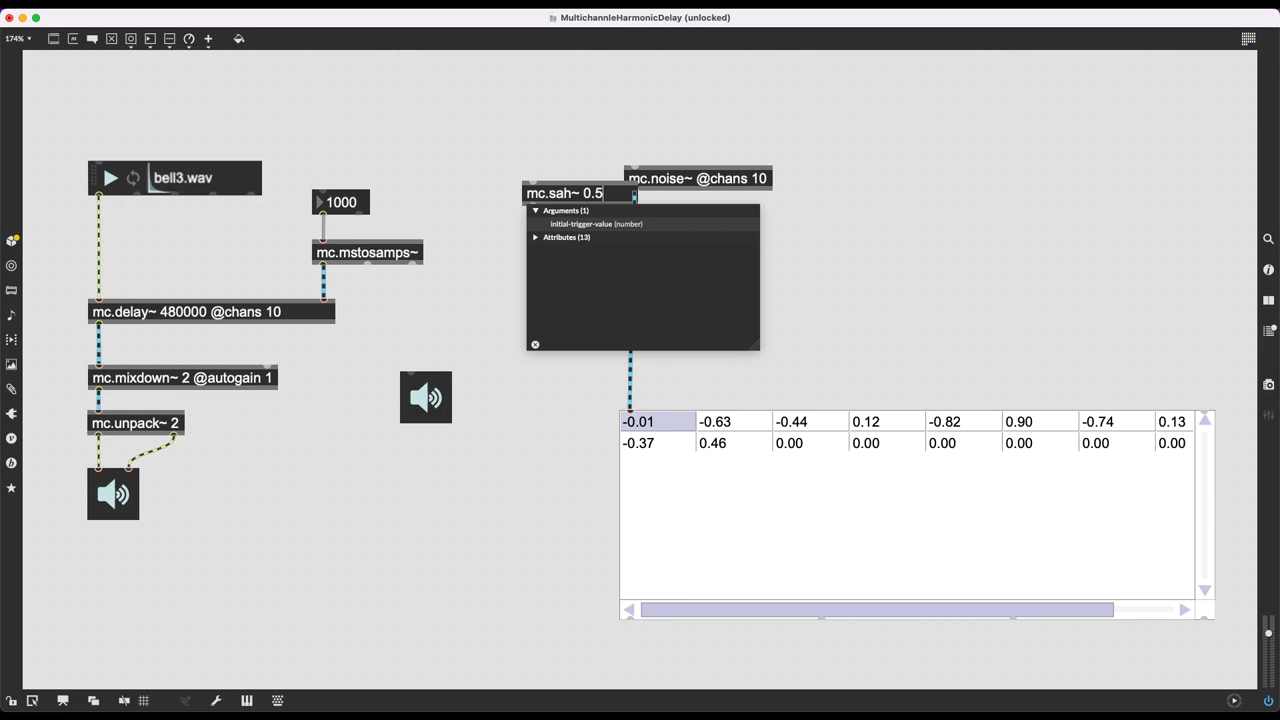 MultichannleHarmonicDelay (unlocked)
174%
bell3.wav
mc.noise~ @chans 10
mc.sah~ 0.5
1000
Arguments (1)
initial-trigger-value (number)
Attributes (13)
mc.mstosamps~
mc.delay~ 480000 @chans 10
mc.mixdown~ 2 @autogain 1
mc.unpack~ 2
-0.01 -0.63 -0.44 0.12 -0.82 0.90 -0.74 0.13
-0.37 0.46 0.00 0.00 0.00 0.00 0.00 0.00